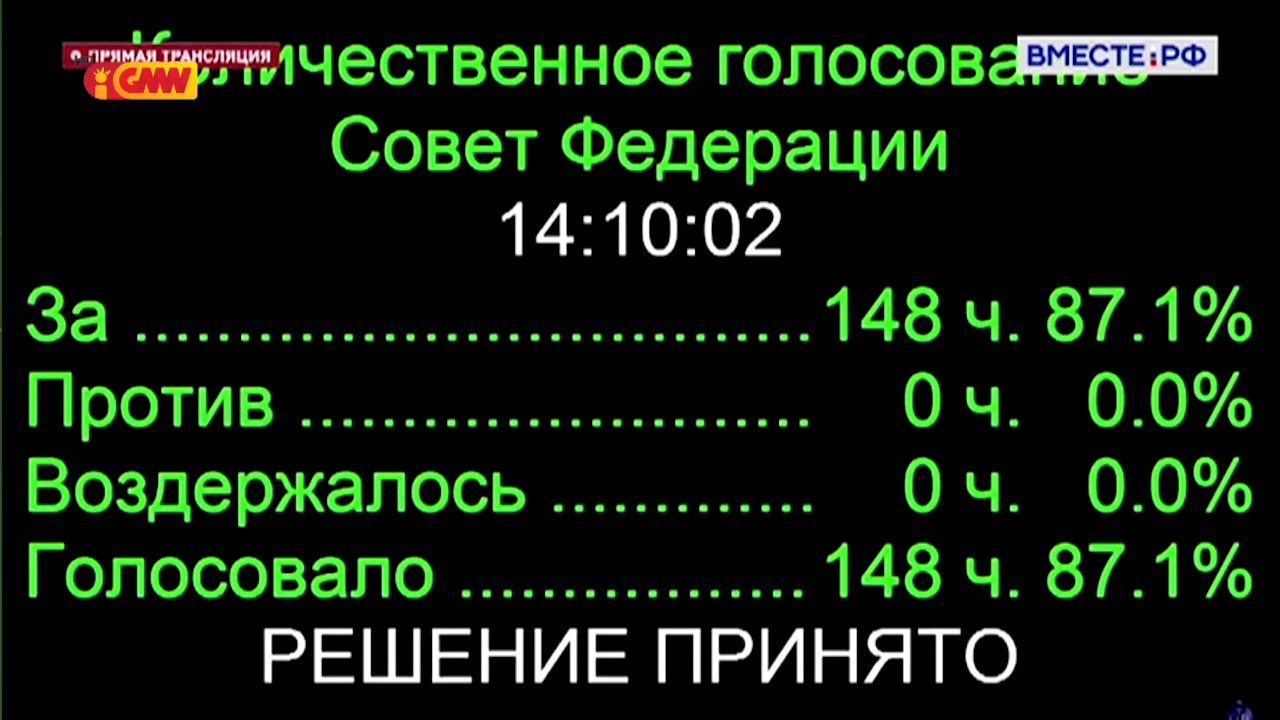 ПРЯМАЯ ТРАНСЛЯЦИЯ
GMW
ВМЕСТЕ:РФ
Количественное голосование
Совет Федерации
14:10:02
За ................................. 148 ч. 87.1%
Против ......................... 0 ч. 0.0%
Воздержалось ............. 0 ч. 0.0%
Голосовало ................. 148 ч. 87.1%
РЕШЕНИЕ ПРИНЯТО